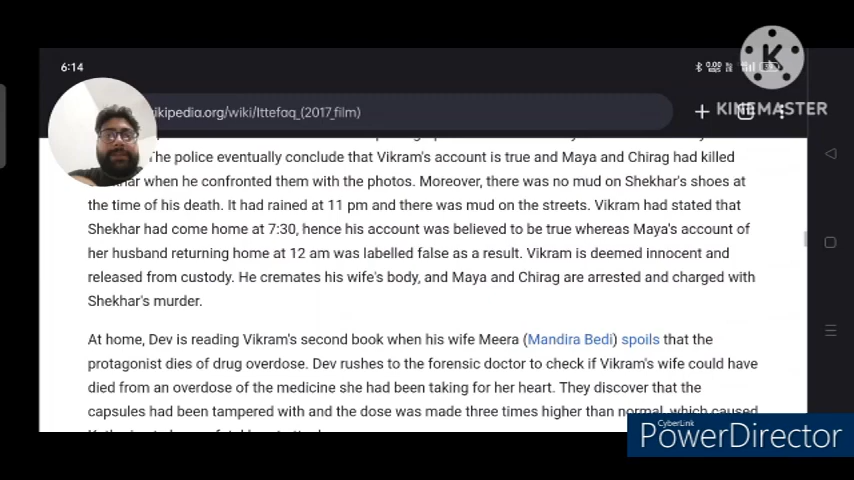 6:14
KINEMASTER
ikipedia.org/wiki/Ittefaq_(2017_film)
The police eventually conclude that Vikram's account is true and Maya and Chirag had killed
when he confronted them with the photos. Moreover, there was no mud on Shekhar's shoes at
the time of his death. It had rained at 11 pm and there was mud on the streets. Vikram had stated that
Shekhar had come home at 7:30, hence his account was believed to be true whereas Maya's account of
her husband returning home at 12 am was labelled false as a result. Vikram is deemed innocent and
released from custody. He cremates his wife's body, and Maya and Chirag are arrested and charged with
Shekhar's murder.
At home, Dev is reading Vikram's second book when his wife Meera (Mandira Bedi) spoils that the
protagonist dies of drug overdose. Dev rushes to the forensic doctor to check if Vikram's wife could have
died from an overdose of the medicine she had been taking for her heart. They discover that the
capsules had been tampered with and the dose was made three times higher than normal, which caused
CyberLink
PowerDirector